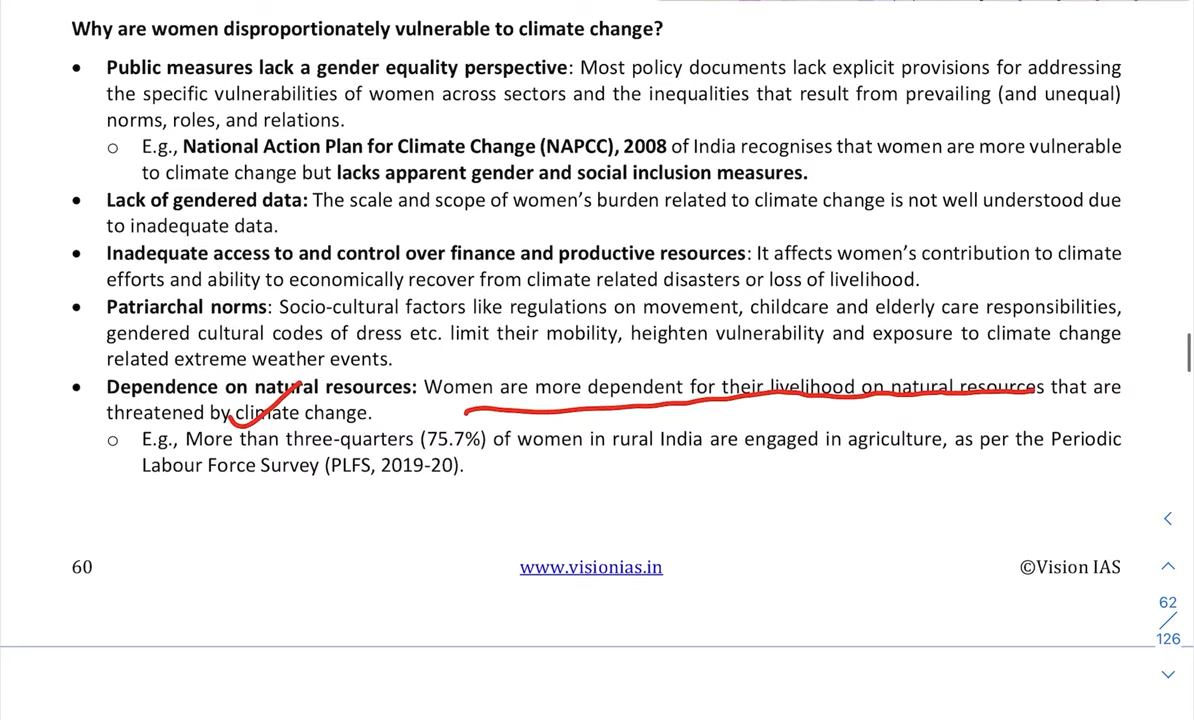 Why are women disproportionately vulnerable to climate change?
• Public measures lack a gender equality perspective: Most policy documents lack explicit provisions for addressing
the specific vulnerabilities of women across sectors and the inequalities that result from prevailing (and unequal)
norms, roles, and relations.
o E.g., National Action Plan for Climate Change (NAPCC), 2008 of India recognises that women are more vulnerable
to climate change but lacks apparent gender and social inclusion measures.
• Lack of gendered data: The scale and scope of women's burden related to climate change is not well understood due
to inadequate data.
• Inadequate access to and control over finance and productive resources: It affects women's contribution to climate
efforts and ability to economically recover from climate related disasters or loss of livelihood.
• Patriarchal norms: Socio-cultural factors like regulations on movement, childcare and elderly care responsibilities,
gendered cultural codes of dress etc. limit their mobility, heighten vulnerability and exposure to climate change
related extreme weather events.
• Dependence on natural resources: Women are more dependent for their livelihood on natural resources that are
threatened by climate change.
o E.g., More than three-quarters (75.7%) of women in rural India are engaged in agriculture, as per the Periodic
Labour Force Survey (PLFS, 2019-20).
60 www.visionias.in ©Vision IAS
62
/
126